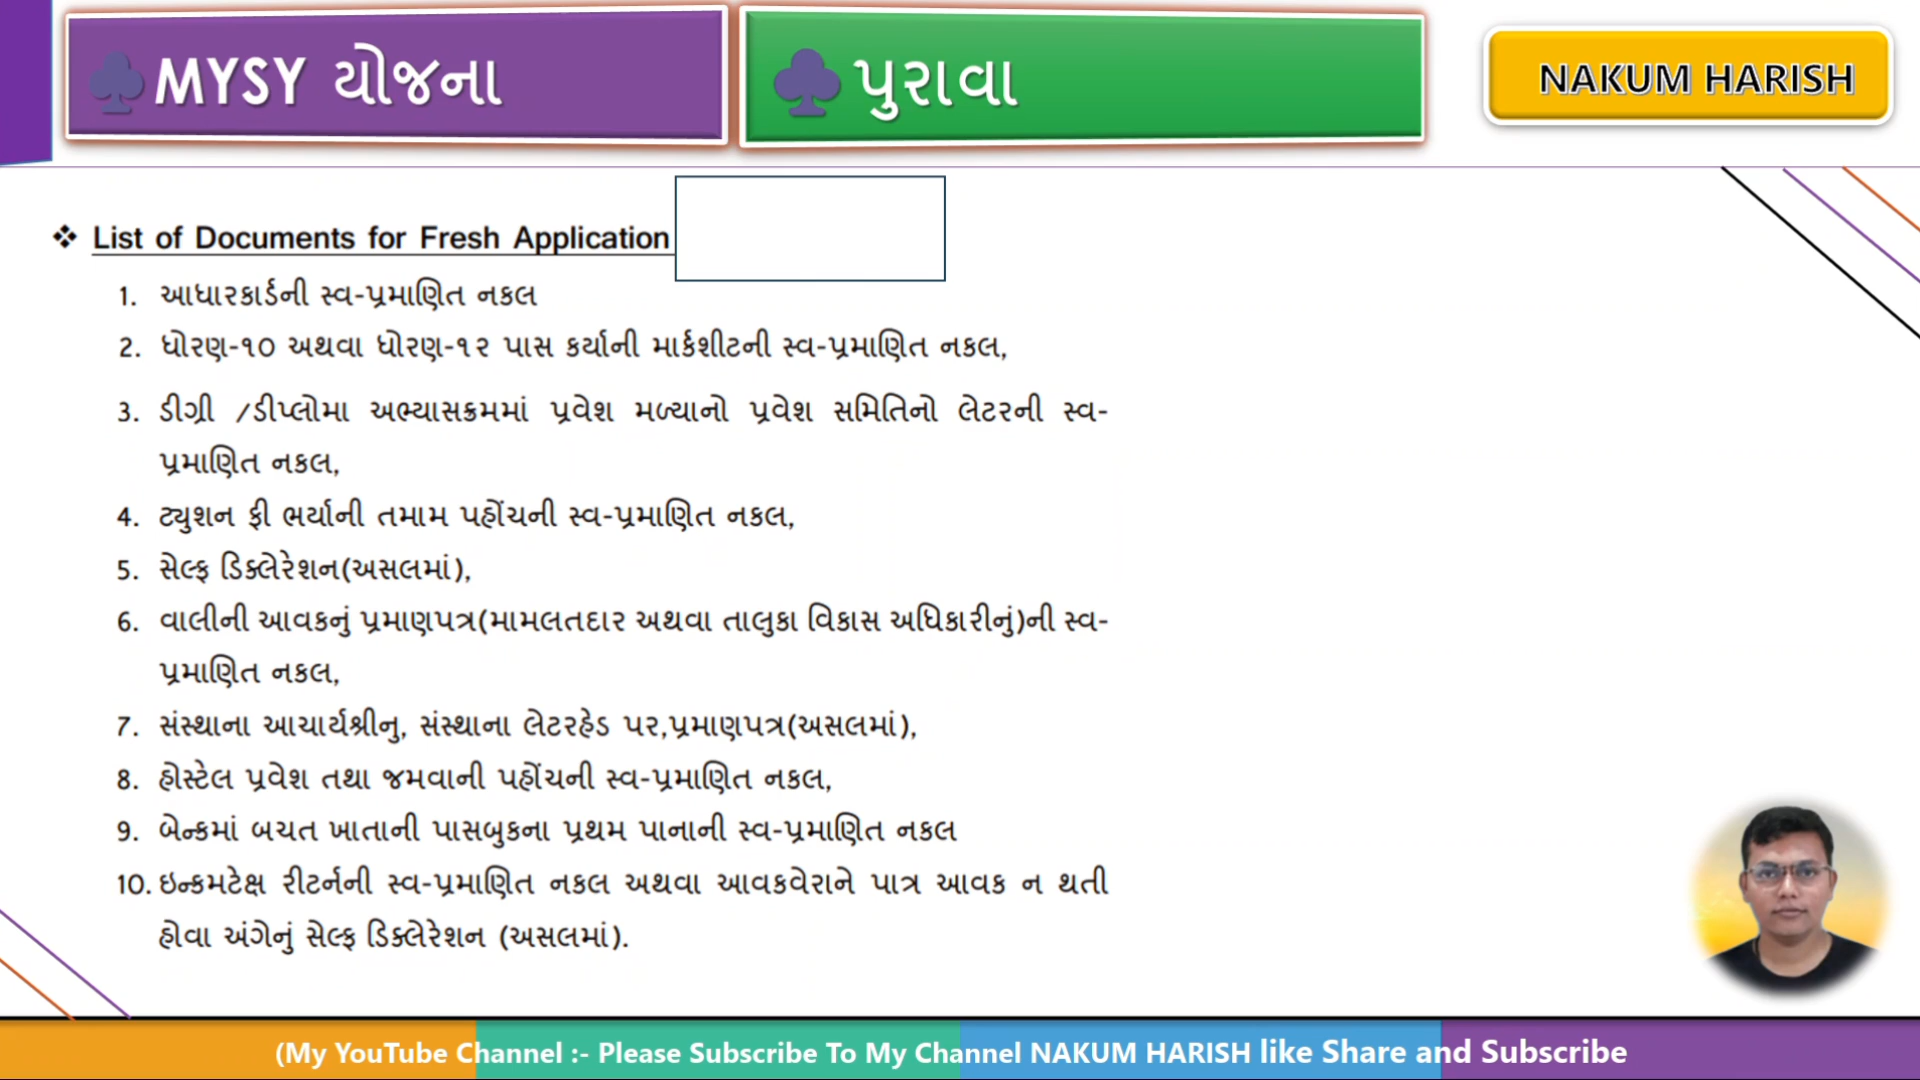 MYSY યોજના
પુરાવા
NAKUM HARISH
List of Documents for Fresh Application
1. આધારકાર્ડની સ્વ-પ્રમાણિત નકલ
2. ધોરણ-૧૦ અથવા ધોરણ-૧૨ પાસ કર્યાની માર્કશીટની સ્વ-પ્રમાણિત નકલ,
3. ડીગ્રી /ડીપ્લોમા અભ્યાસક્રમમાં પ્રવેશ મળ્યાનો પ્રવેશ સમિતિનો લેટરની સ્વ-
પ્રમાણિત નકલ,
4. ટ્યુશન ફી ભર્યાની તમામ પહોંચની સ્વ-પ્રમાણિત નકલ,
5. સેલ્ફ ડિક્લેરેશન(અસલમાં),
6. વાલીની આવકનું પ્રમાણપત્ર(મામલતદાર અથવા તાલુકા વિકાસ અધિકારીનું)ની સ્વ-
પ્રમાણિત નકલ,
7. સંસ્થાના આચાર્યશ્રીનુ, સંસ્થાના લેટરહેડ પર,પ્રમાણપત્ર(અસલમાં),
8. હોસ્ટેલ પ્રવેશ તથા જમવાની પહોંચની સ્વ-પ્રમાણિત નકલ,
9. બેન્કમાં બચત ખાતાની પાસબુકના પ્રથમ પાનાની સ્વ-પ્રમાણિત નકલ
10. ઇન્કમટેક્ષ રીટર્નની સ્વ-પ્રમાણિત નકલ અથવા આવકવેરાને પાત્ર આવક ન થતી
હોવા અંગેનું સેલ્ફ ડિક્લેરેશન (અસલમાં).
(My YouTube Channel :- Please Subscribe To My Channel NAKUM HARISH like Share and Subscribe